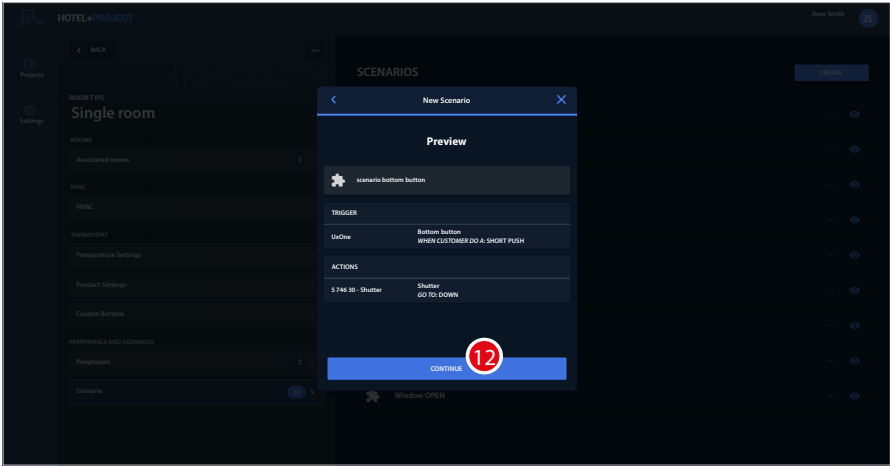 HOTEL+PROJECT
Jhon Smith
JS
BACK
Projects
Settings
ROOM TYPE
Single room
ROOMS
Associated rooms 2
HVAC
HVAC
THERMOSTAT
Temperature Settings
Product Settings
Custom Buttons
PERIPHERALS AND SCENARIOS
Peripherals 2
Scenario
SCENARIOS
CREATE
New Scenario
Preview
scenario bottom button
TRIGGER
UxOne
Bottom button
WHEN CUSTOMER DO A: SHORT PUSH
ACTIONS
S 746 30 - Shutter
Shutter
GO TO: DOWN
CONTINUE
12
Window OPEN